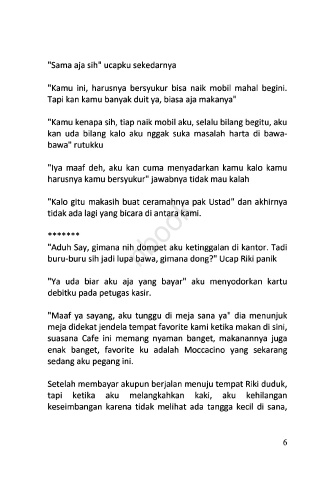 "Sama aja sih" ucapku sekedarnya
"Kamu ini, harusnya bersyukur bisa naik mobil mahal begini.
Tapi kan kamu banyak duit ya, biasa aja makanya"
"Kamu kenapa sih, tiap naik mobil aku, selalu bilang begitu, aku
kan uda bilang kalo aku nggak suka masalah harta di bawa-
bawa" rutukku
"Iya maaf deh, aku kan cuma menyadarkan kamu kalo kamu
harusnya kamu bersyukur" jawabnya tidak mau kalah
"Kalo gitu makasih buat ceramahnya pak Ustad" dan akhirnya
tidak ada lagi yang bicara di antara kami.
*******
"Aduh Say, gimana nih dompet aku ketinggalan di kantor. Tadi
buru-buru sih jadi lupa bawa, gimana dong?" Ucap Riki panik
"Ya uda biar aku aja yang bayar" aku menyodorkan kartu
debitku pada petugas kasir.
"Maaf ya sayang, aku tunggu di meja sana ya" dia menunjuk
meja didekat jendela tempat favorite kami ketika makan di sini,
suasana Cafe ini memang nyaman banget, makanannya juga
enak banget, favorite ku adalah Moccacino yang sekarang
sedang aku pegang ini.
Setelah membayar akupun berjalan menuju tempat Riki duduk,
tapi ketika aku melangkahkan kaki, aku kehilangan
keseimbangan karena tidak melihat ada tangga kecil di sana,
6